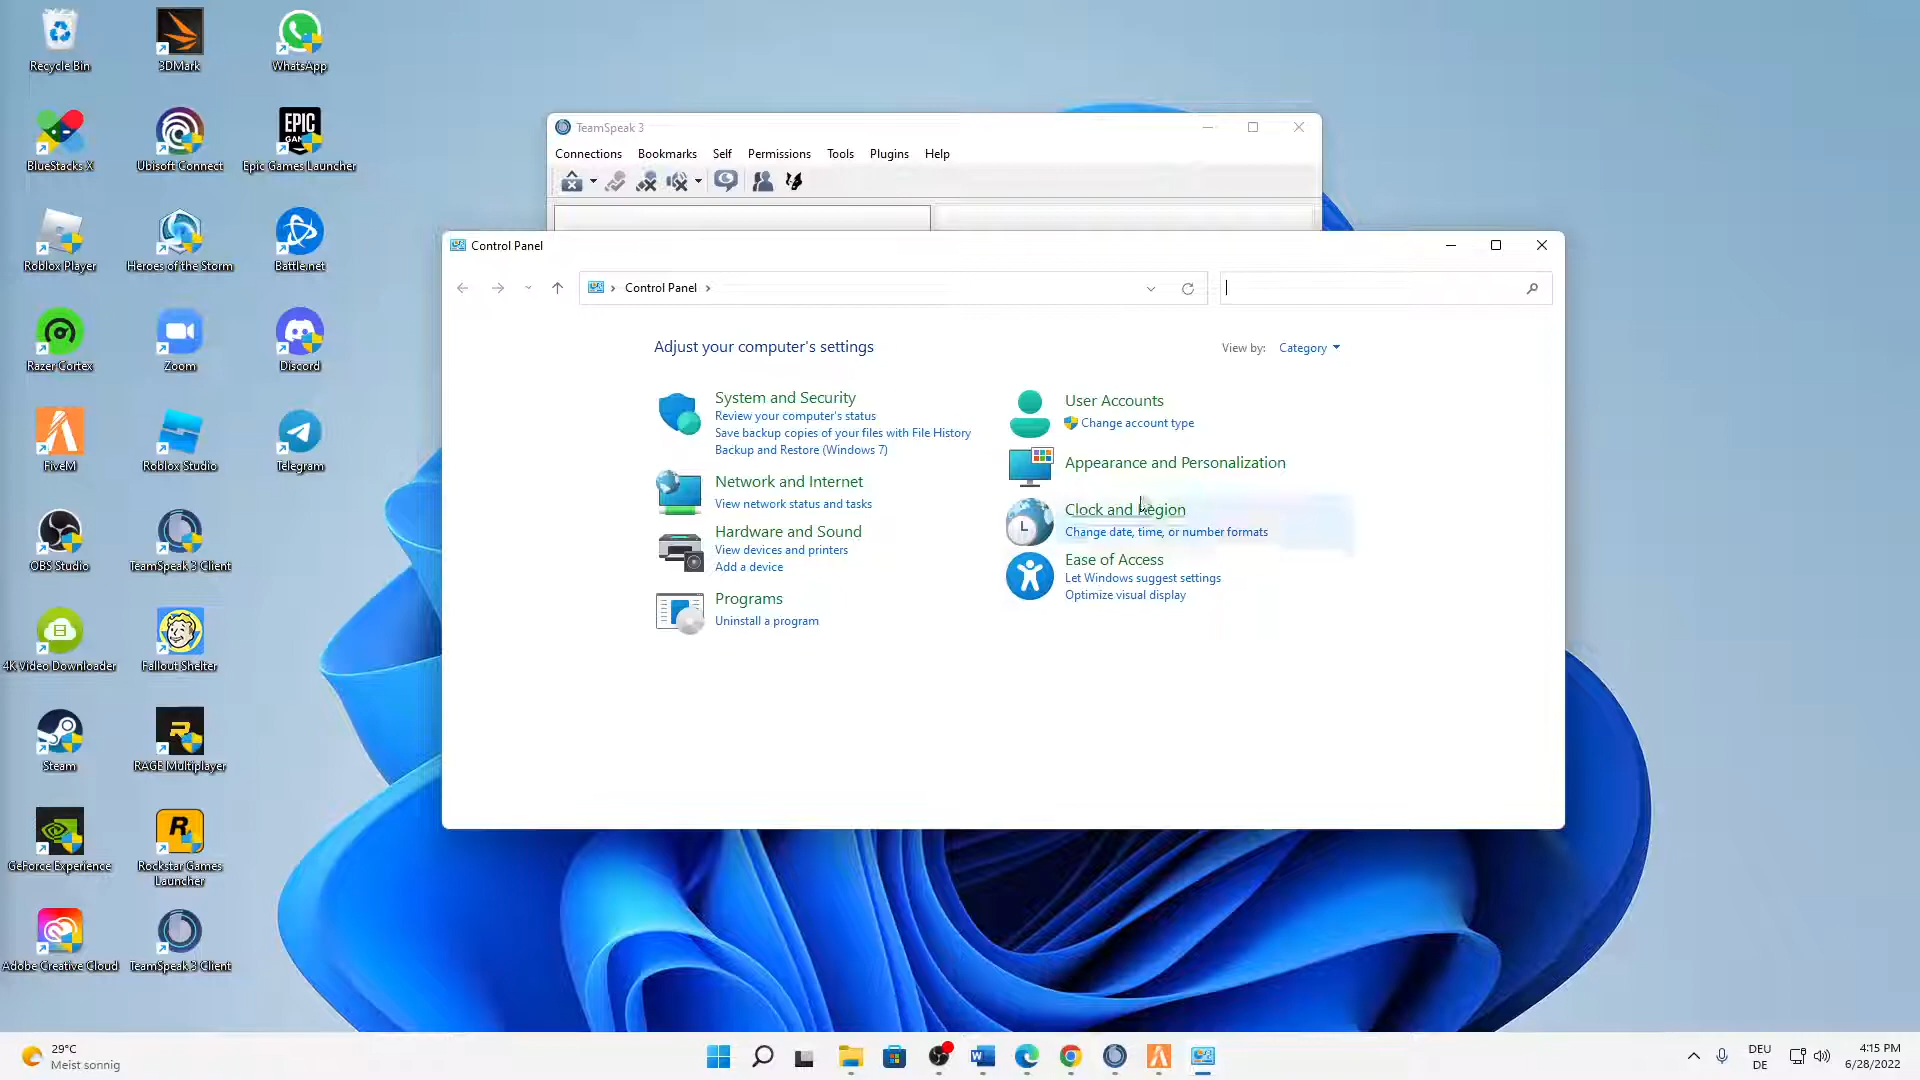 Recycle Bin
3DMark
WhatsApp
BlueStacks X
Ubisoft Connect
EPIC
GAMES
Epic Games Launcher
Roblox Player
Heroes of the Storm
Battle.net
Razer Cortex
Zoom
Discord
FiveM
Roblox Studio
Telegram
OBS Studio
TeamSpeak 3 Client
4K Video Downloader
Fallout Shelter
Steam
RAGE Multiplayer
GeForce Experience
Rockstar Games
Launcher
Adobe Creative Cloud
TeamSpeak 3 Client
TeamSpeak 3
Connections Bookmarks Self Permissions Tools Plugins Help
Control Panel
Control Panel
Adjust your computer's settings
View by: Category
System and Security
Review your computer's status
Save backup copies of your files with File History
Backup and Restore (Windows 7)
Network and Internet
View network status and tasks
Hardware and Sound
View devices and printers
Add a device
Programs
Uninstall a program
User Accounts
Change account type
Appearance and Personalization
Clock and Region
Change date, time, or number formats
Ease of Access
Let Windows suggest settings
Optimize visual display
29°C
Meist sonnig
DEU
DE
4:15 PM
6/28/2022